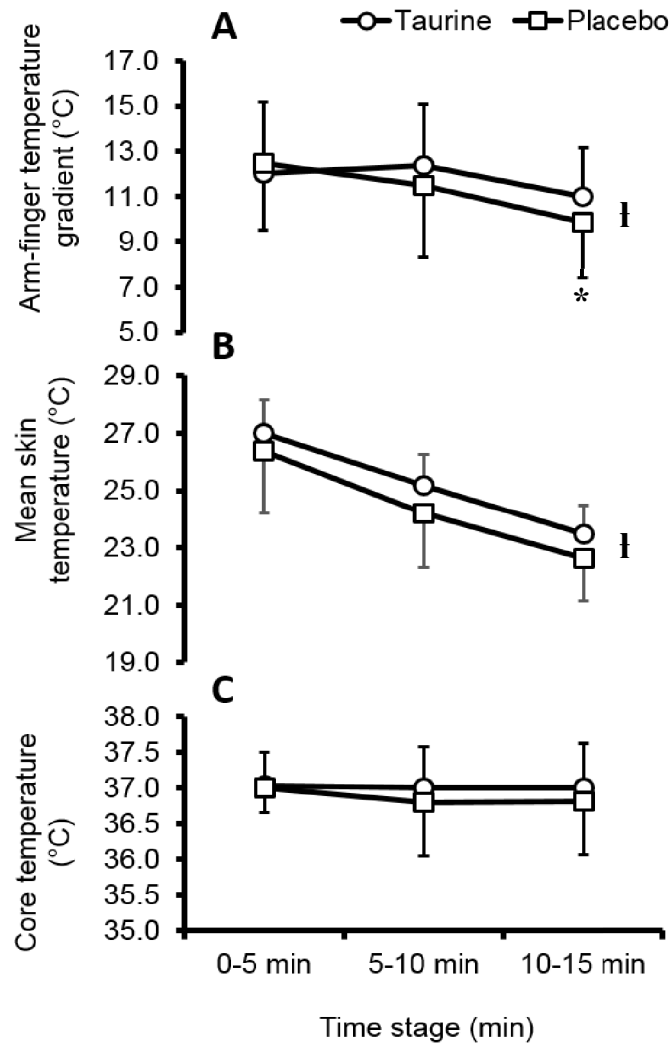 A
Taurine Placebo
Arm-finger temperature
gradient (°C)
17.0
15.0
13.0
11.0
9.0
7.0
5.0
ƚ
*
B
Mean skin
temperature (°C)
29.0
27.0
25.0
23.0
21.0
19.0
ƚ
C
Core temperature
(°C)
38.0
37.5
37.0
36.5
36.0
35.5
35.0
0-5 min 5-10 min 10-15 min
Time stage (min)